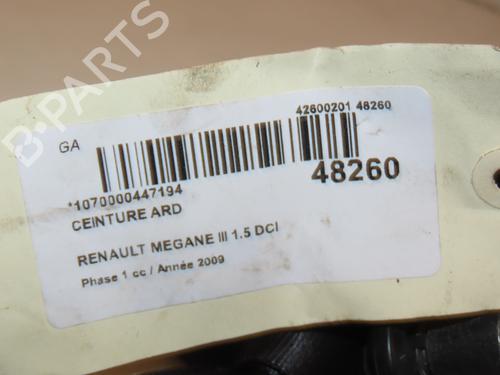 B-PARTS
GA
42600201 48260
*1070000447194
48260
CEINTURE ARD
RENAULT MEGANE III 1.5 DCI
Phase 1 cc / Année 2009